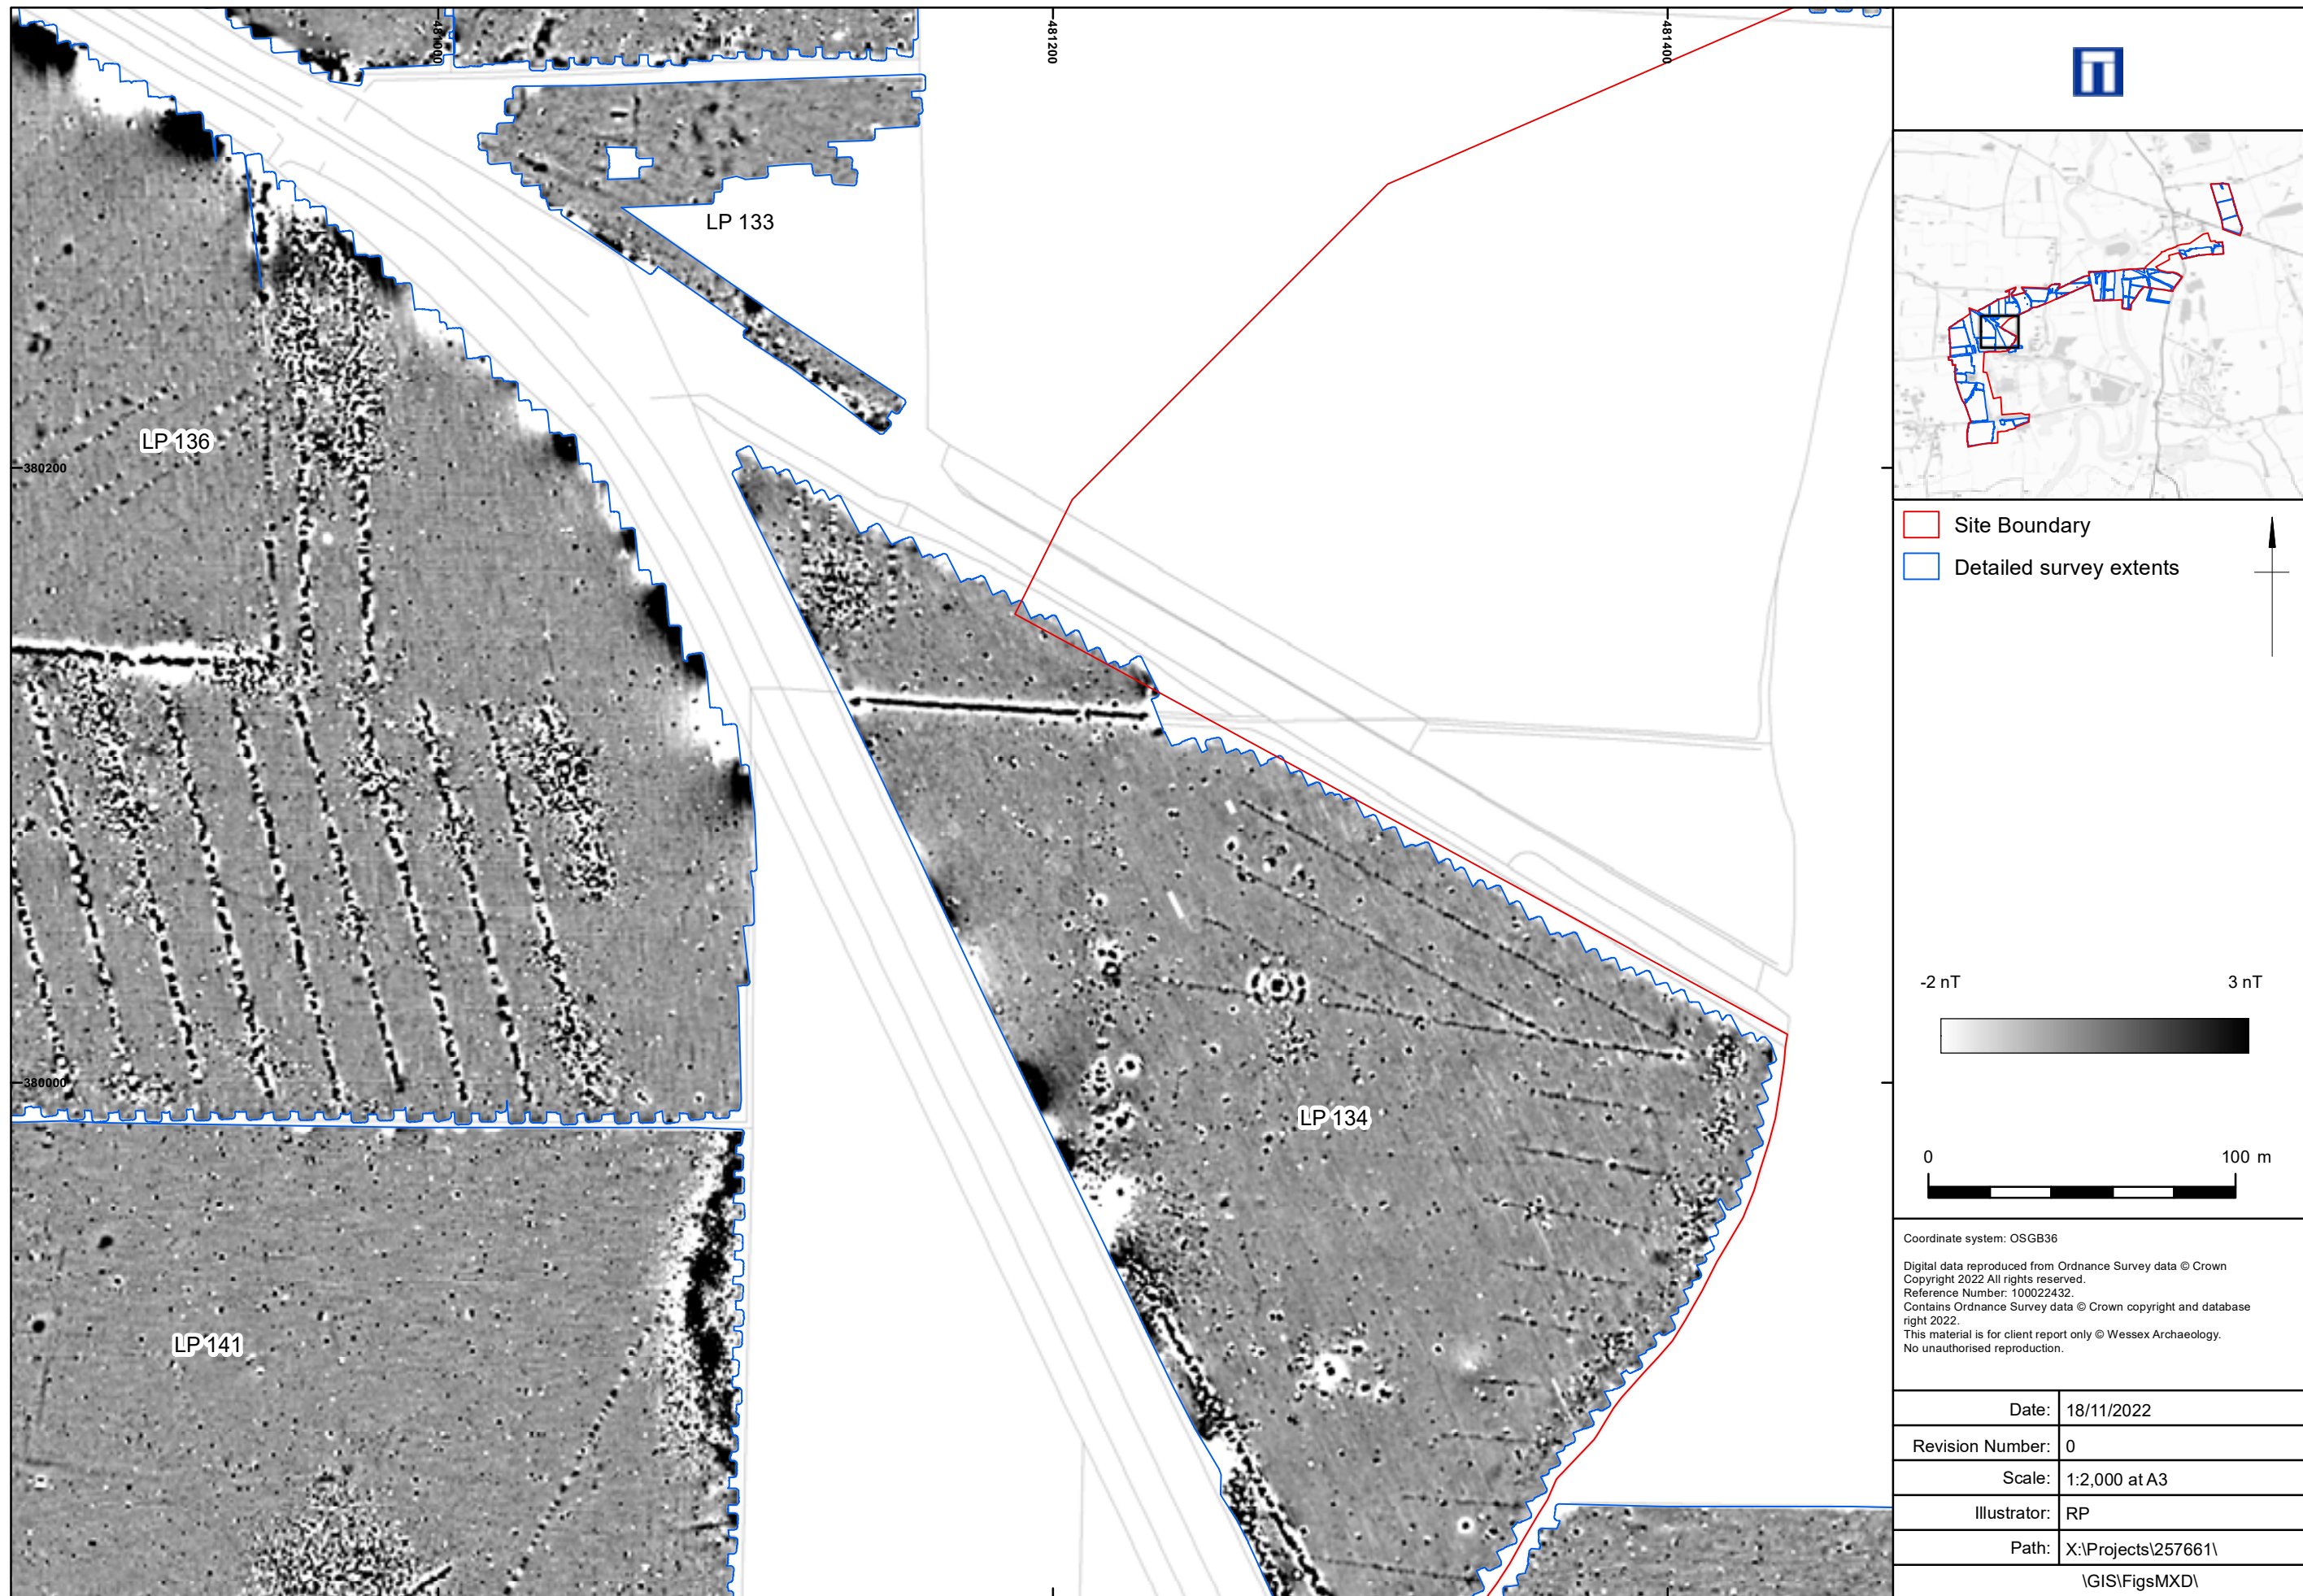 481000
481200
481400
LP 133
LP 136
380200
Site Boundary
Detailed survey extents
-2 nT
3 nT
380000
LP 134
0
100 m
LP 141
Coordinate system: OSGB36
Digital data reproduced from Ordnance Survey data © Crown
Copyright 2022 All rights reserved.
Reference Number: 100022432.
Contains Ordnance Survey data © Crown copyright and database
right 2022.
This material is for client report only © Wessex Archaeology.
No unauthorised reproduction.
Date: 18/11/2022
Revision Number: 0
Scale: 1:2,000 at A3
Illustrator: RP
Path: X:\Projects\257661\
\GIS\FigsMXD\